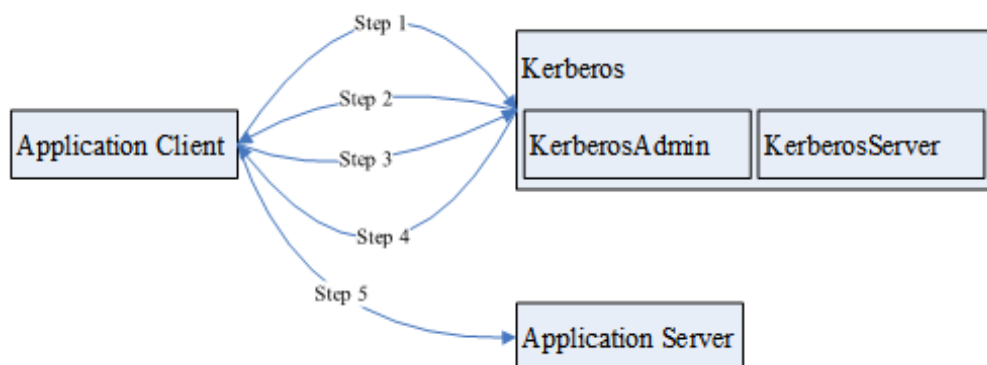 Step 1
Kerberos
Step 2
Application Client
KerberosAdmin
KerberosServer
Step 3
Step 4
Step 5
Application Server